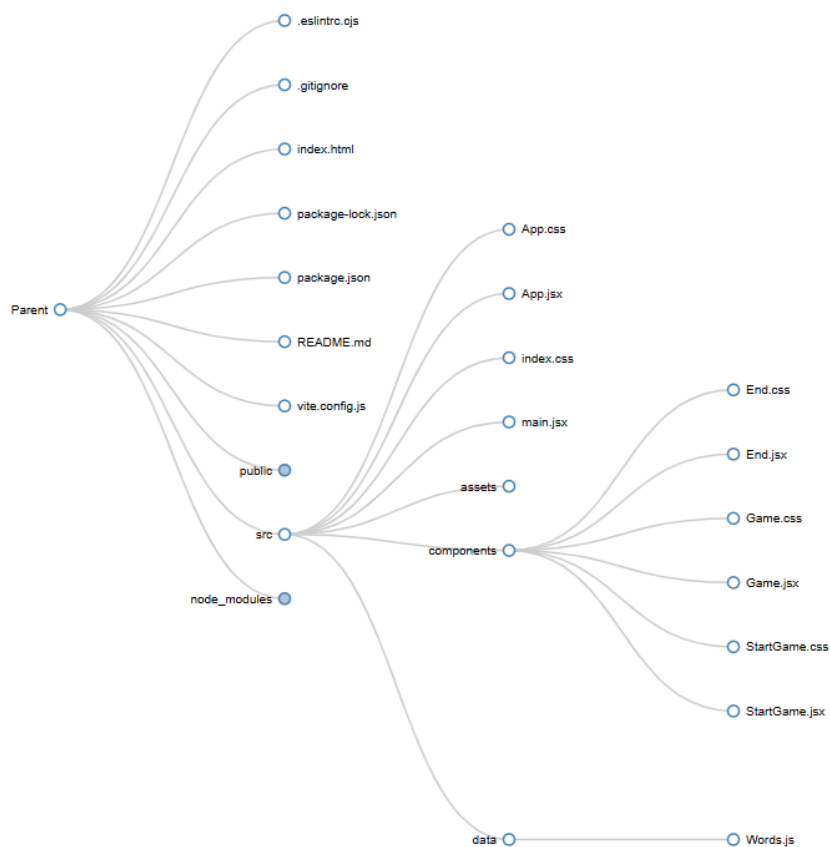 Parent
.eslintrc.cjs
.gitignore
index.html
package-lock.json
package.json
README.md
vite.config.js
public
src
node_modules
App.css
App.jsx
index.css
main.jsx
assets
components
data
End.css
End.jsx
Game.css
Game.jsx
StartGame.css
StartGame.jsx
Words.js